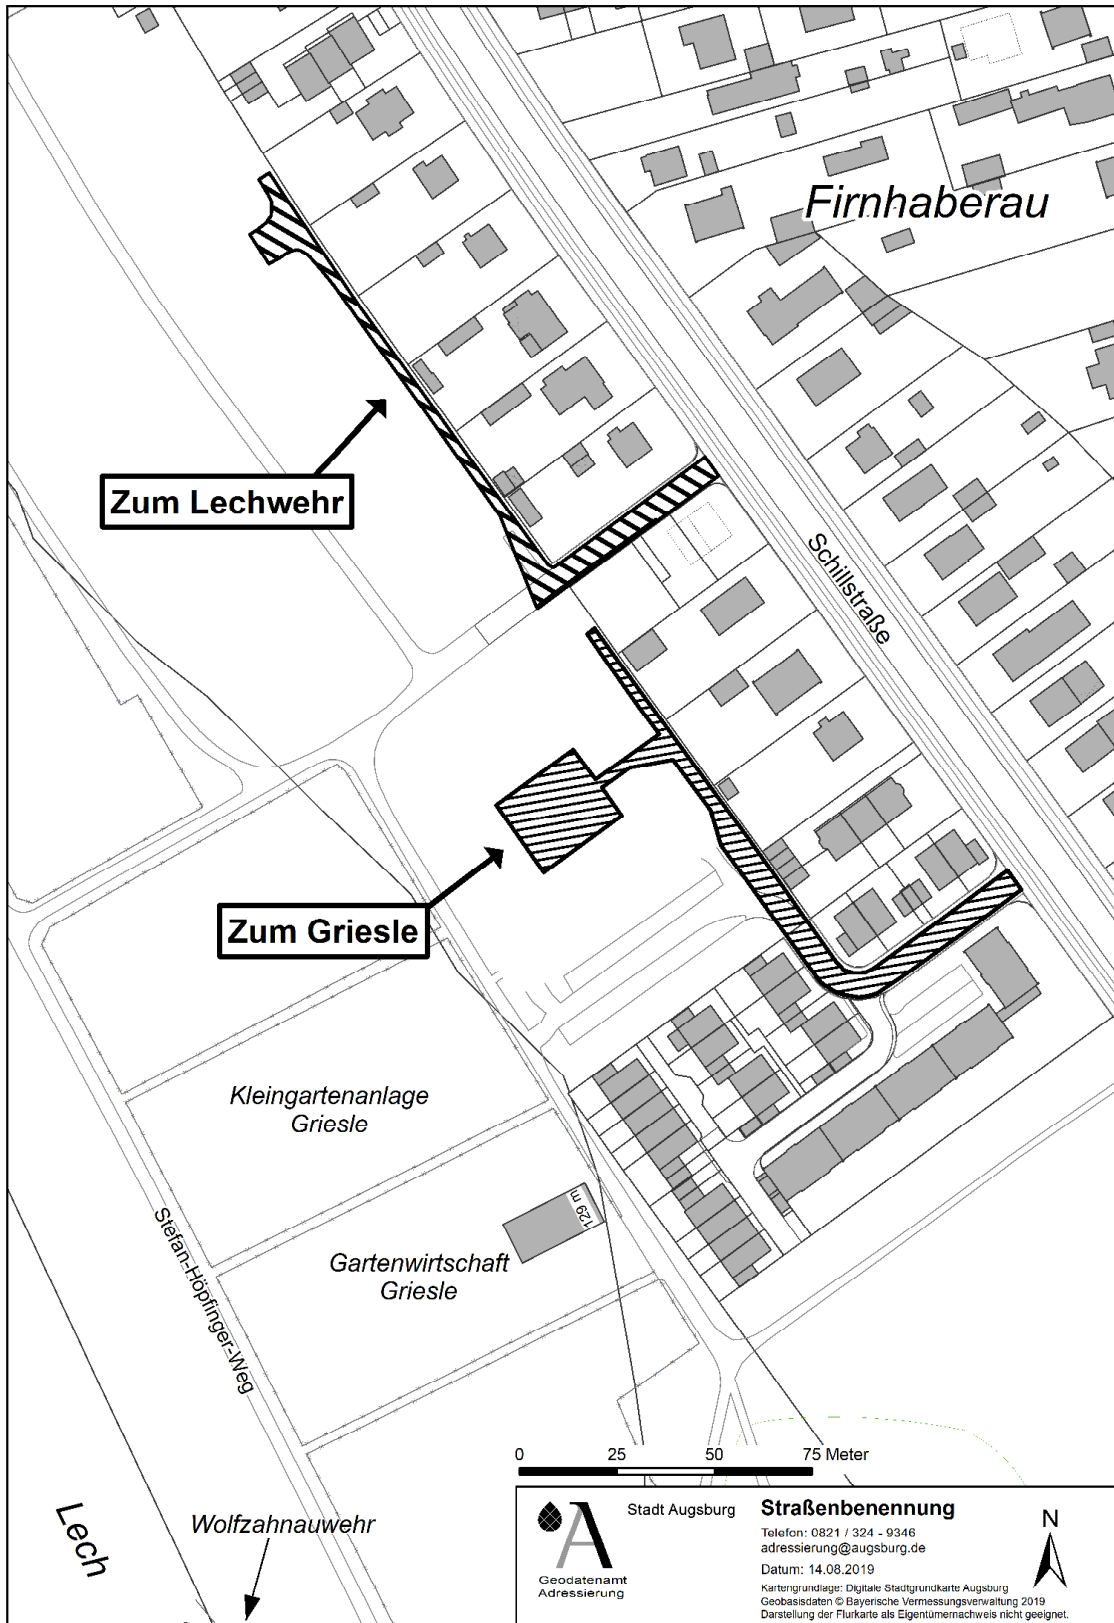 Firnhaberau
Zum Lechwehr
Schillstraße
Zum Griesle
Kleingartenanlage
Griesle
129 m
Stefan-Höpfinger-Weg
Gartenwirtschaft
Griesle
0 25 50 75 Meter
Lech
Wolfzahnauwehr
Geodatenamt
Adressierung
Stadt Augsburg
Straßenbenennung
Telefon: 0821 / 324 - 9346
adressierung@augsburg.de
Datum: 14.08.2019
Kartengrundlage: Digitale Stadtgrundkarte Augsburg
Geobasisdaten © Bayerische Vermessungsverwaltung 2019
Darstellung der Flurkarte als Eigentümernachweis nicht geeignet.
N